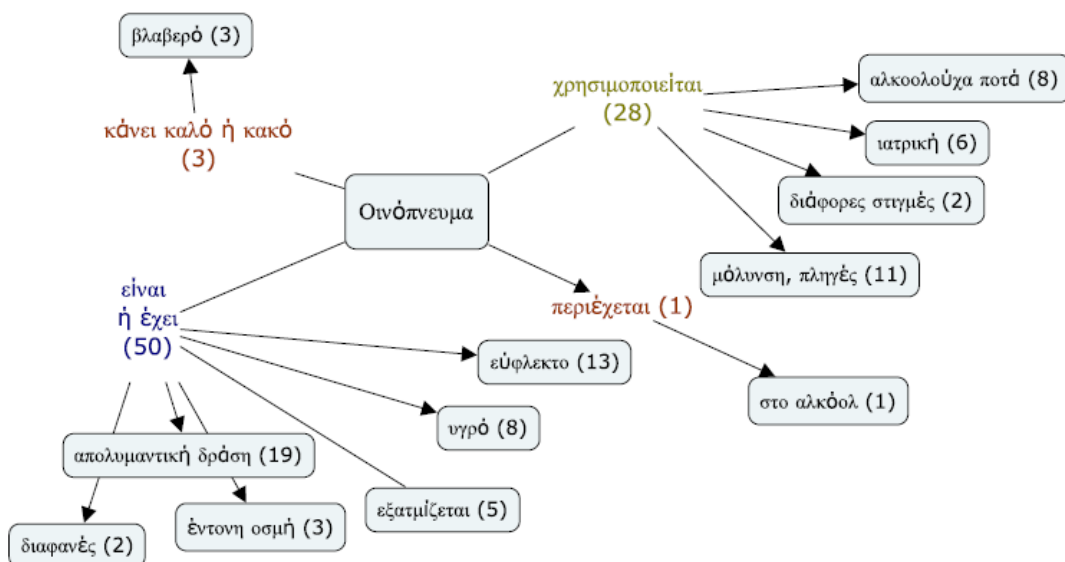 βλαβερό (3)
κάνει καλό ή κακό
(3)
χρησιμοποιείται
(28)
αλκοολούχα ποτά (8)
ιατρική (6)
διάφορες στιγμές (2)
μόλυνση, πληγές (11)
Οινόπνευμα
είναι
ή έχει
(50)
περιέχεται (1)
στο αλκόολ (1)
εύφλεκτο (13)
υγρό (8)
απολυμαντική δράση (19)
εξατμίζεται (5)
έντονη οσμή (3)
διαφανές (2)